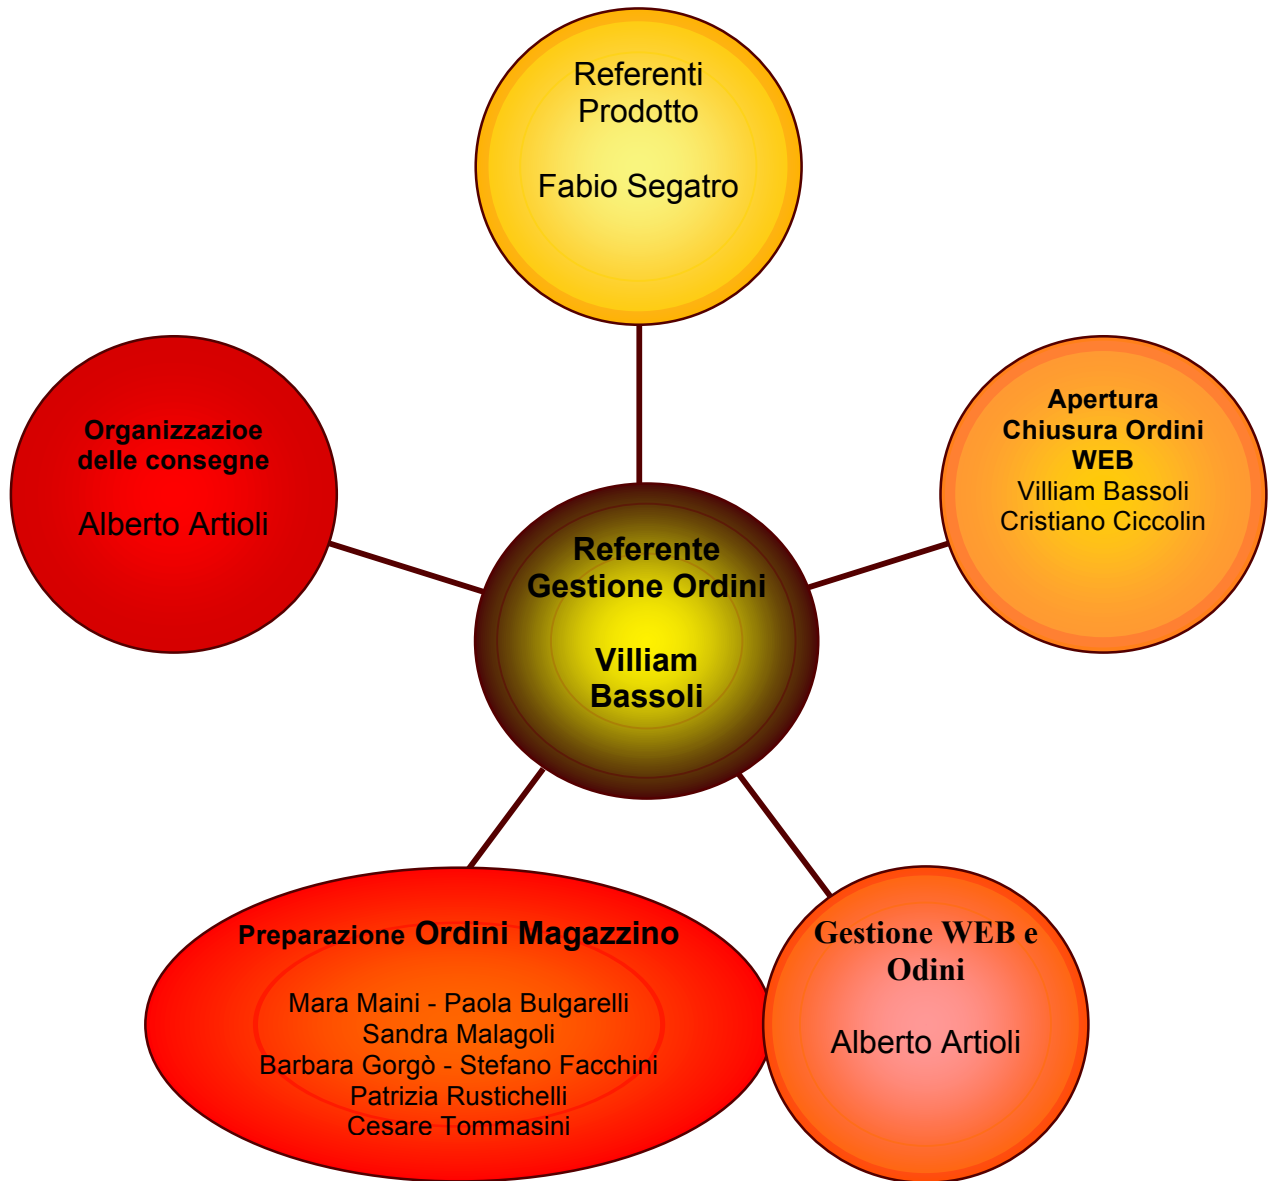 Referenti
Prodotto
Fabio Segatro
Organizzazioe
delle consegne
Alberto Artioli
Apertura
Chiusura Ordini
WEB
Villiam Bassoli
Cristiano Ciccolin
Referente
Gestione Ordini
Villiam
Bassoli
Preparazione Ordini Magazzino
Mara Maini - Paola Bulgarelli
Sandra Malagoli
Barbara Gorgò - Stefano Facchini
Patrizia Rustichelli
Cesare Tommasini
Gestione WEB e
Odini
Alberto Artioli